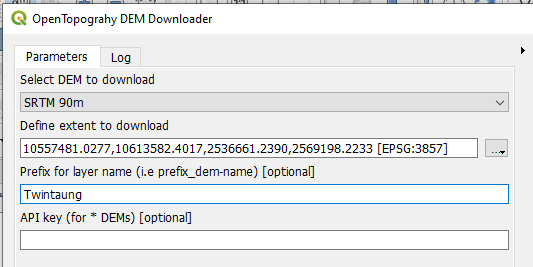 OpenTopograhy DEM Downloader
Parameters
Log
Select DEM to download
SRTM 90m
Define extent to download
10557481.0277,10613582.4017,2536661.2390,2569198.2233 [EPSG:3857]
...
Prefix for layer name (i.e prefix_dem-name) [optional]
Twintaung
API key (for * DEMs) [optional]